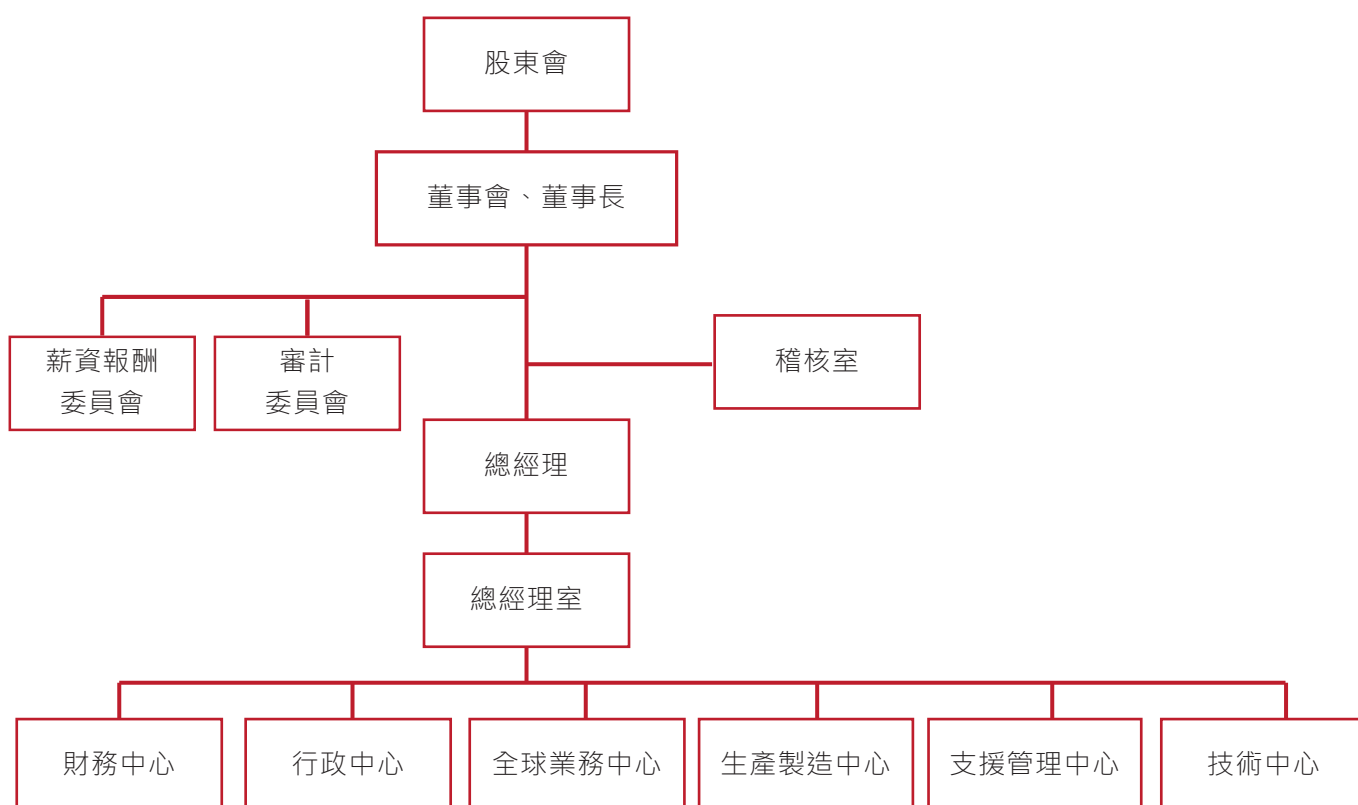 股東會
董事會、董事長
薪資報酬
委員會
審計
委員會
稽核室
總經理
總經理室
財務中心
行政中心
全球業務中心
生產製造中心
支援管理中心
技術中心